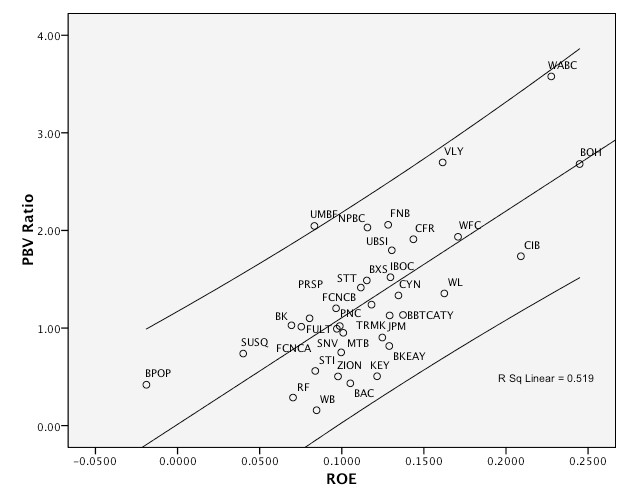 4.00
WABC
3.00
VLY
BOH
UMBF NPBC FNB
2.00
CFR WFC
UBSI
CIB
BXS IBOC
STT
PRSP CYN WL
FCNCB
BK PNC BBTCATY
1.00
FULT TRMK JPM
SUSQ FCNCA SNV MTB
BKEAY
STI ZION KEY
BPOP
RF WB BAC
R Sq Linear = 0.519
0.00
PBV Ratio
-0.0500 0.0000 0.0500 0.1000 0.1500 0.2000 0.2500
ROE